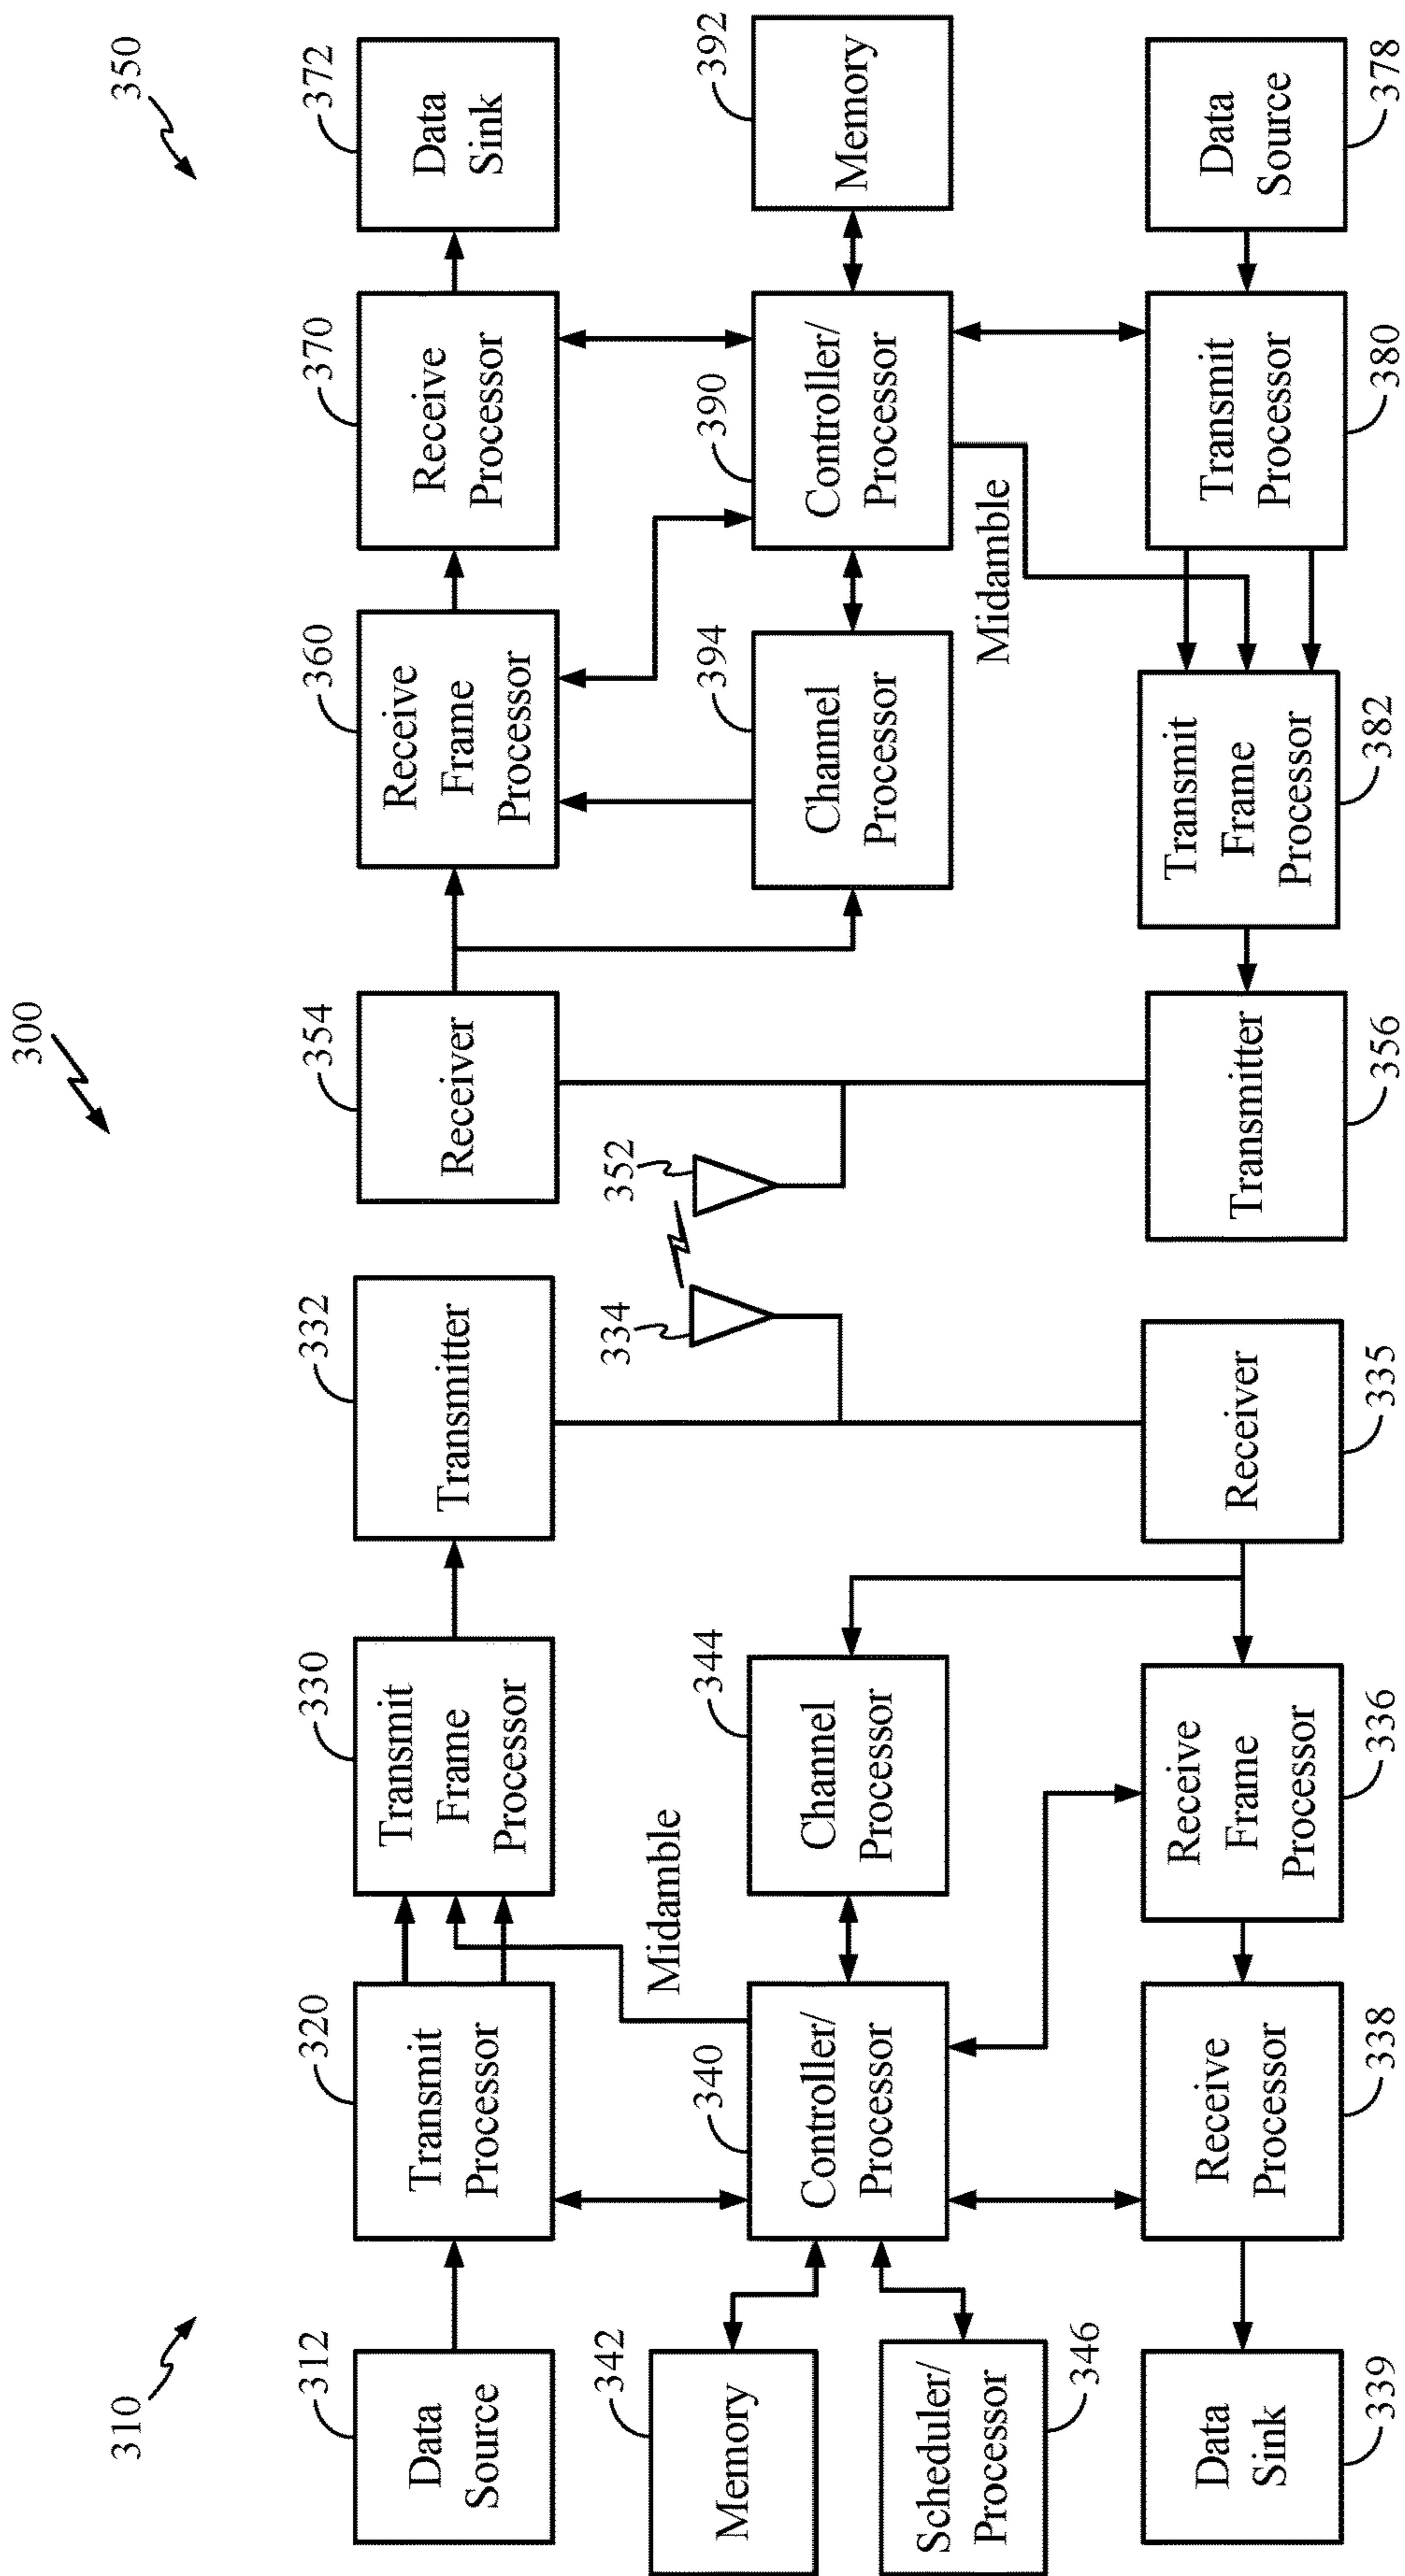 300
310
350
312
Data
Source
320
Transmit
Processor
330
Transmit
Frame
Processor
332
Transmitter
354
Receiver
360
Receive
Frame
Processor
370
Receive
Processor
372
Data
Sink
Midamble
334
352
342
Memory
340
Controller/
Processor
344
Channel
Processor
394
Channel
Processor
390
Controller/
Processor
392
Memory
Scheduler/
Processor
346
Midamble
Data
Sink
339
Receive
Processor
338
Receive
Frame
Processor
336
Receiver
335
Transmitter
356
Transmit
Frame
Processor
382
Transmit
Processor
380
Data
Source
378